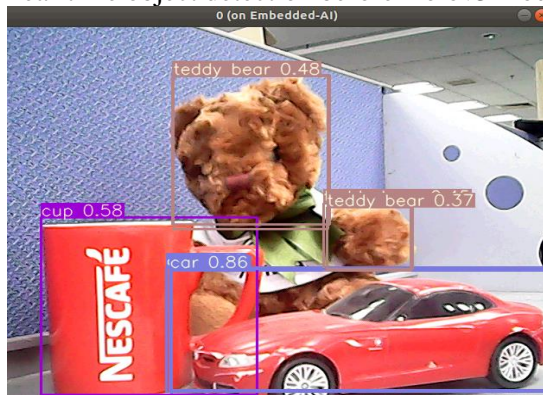 0 (on Embedded-AI)
teddy bear 0.48
teddy bear 0.37
cup 0.58
car 0.86
NESCAFÉ